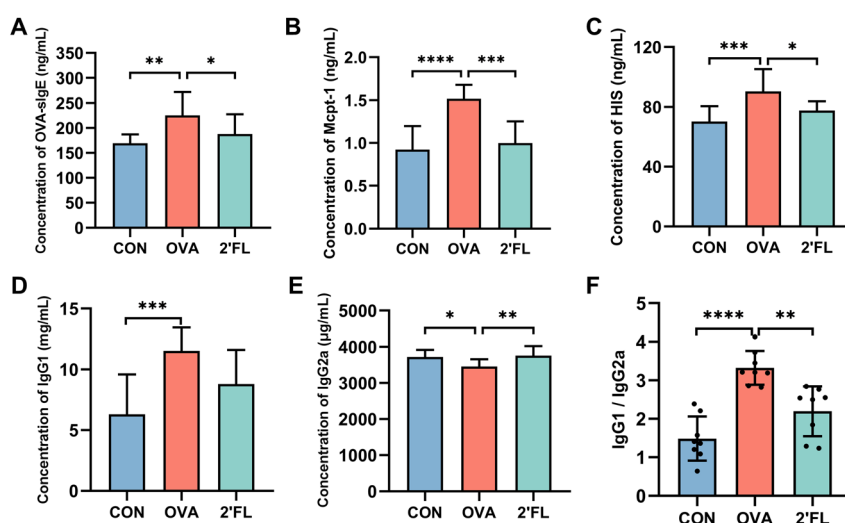 A
Concentration of OVA-sIgE (ng/mL)
350
300
250
200
150
100
50
0
** *
CON OVA 2'FL
B
Concentration of Mcpt-1 (ng/mL)
2.0
1.5
1.0
0.5
0.0
**** ***
CON OVA 2'FL
C
Concentration of HIS (ng/mL)
120
80
40
0
*** *
CON OVA 2'FL
D
Concentration of IgG1 (mg/mL)
15
10
5
0
***
CON OVA 2'FL
E
Concentration of IgG2a (μg/mL)
6000
5000
4000
3000
2000
1000
0
* **
CON OVA 2'FL
F
IgG1 / IgG2a
5
4
3
2
1
0
**** **
CON OVA 2'FL